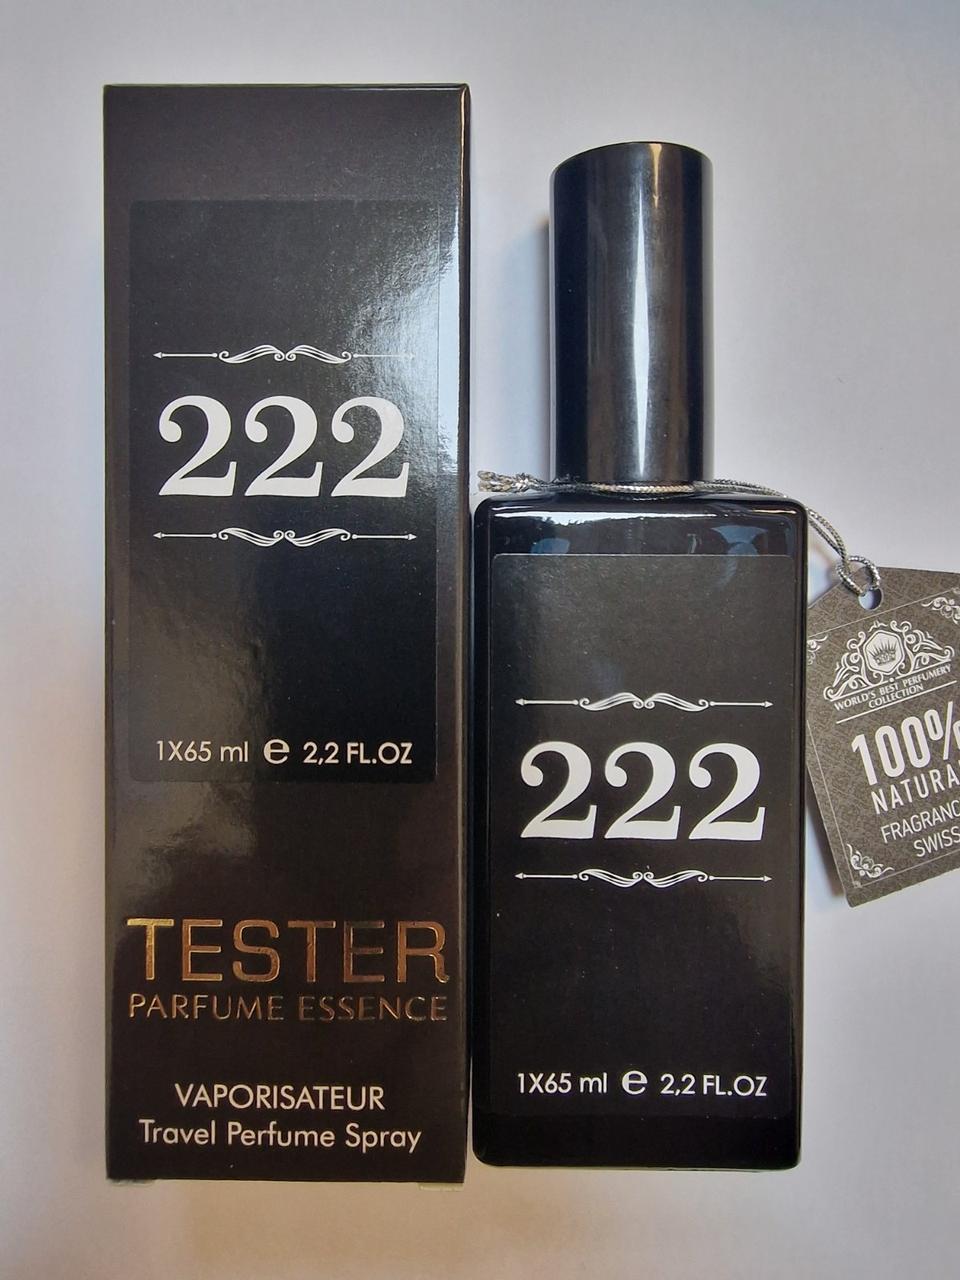 222
1X65 ml e 2,2 FL.OZ
TESTER
PARFUME ESSENCE
VAPORISATEUR
Travel Perfume Spray
222
1X65 ml e 2,2 FL.OZ
WORLD'S BEST PERFUMERY
COLLECTION
100%
NATURA
FRAGRANC
SWISS